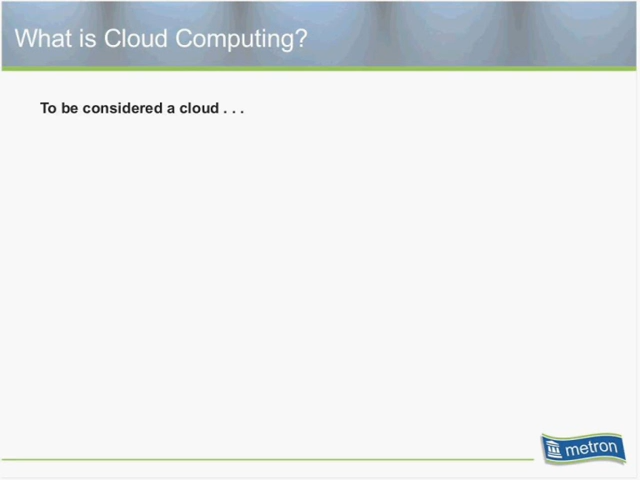 What is Cloud Computing?
To be considered a cloud . . .
metron